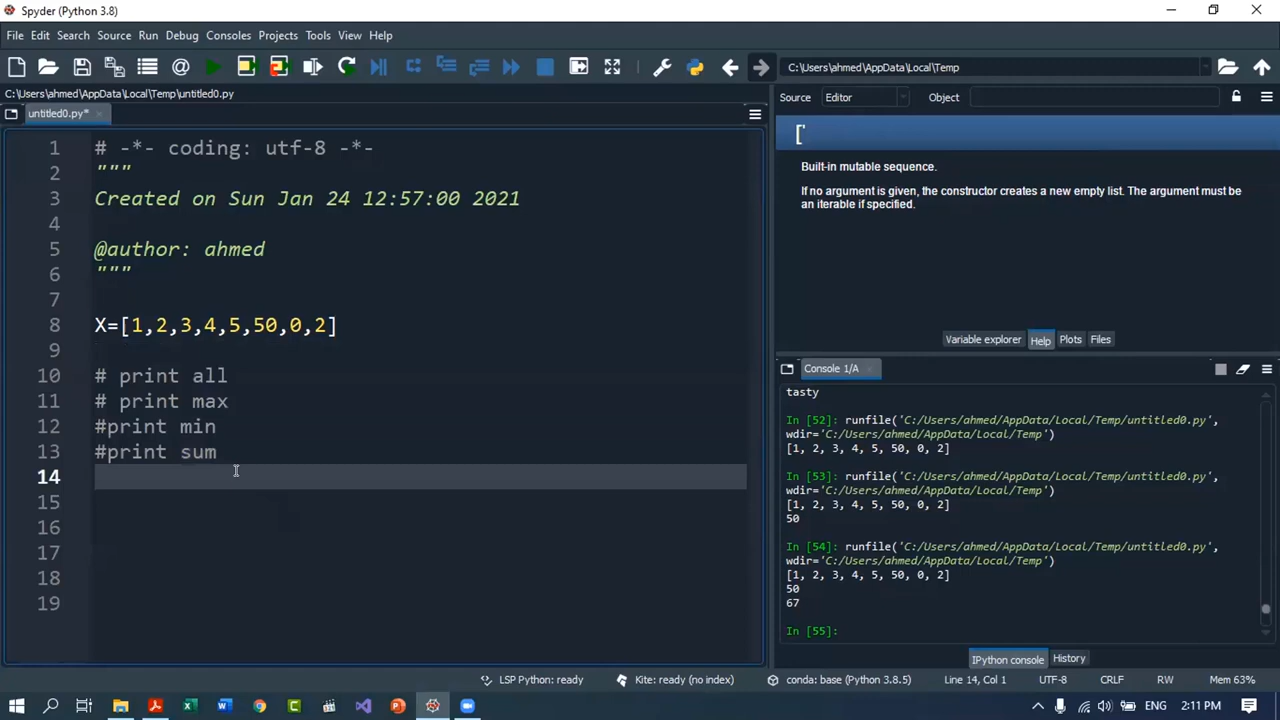 Spyder (Python 3.8)
File Edit Search Source Run Debug Consoles Projects Tools View Help
C:\Users\ahmed\AppData\Local\Temp
C:\Users\ahmed\AppData\Local\Temp\untitled0.py
untitled0.py*
1 # -*- coding: utf-8 -*-
2 """
3 Created on Sun Jan 24 12:57:00 2021
4
5 @author: ahmed
6 """
7
8 X=[1,2,3,4,5,50,0,2]
9
10 # print all
11 # print max
12 #print min
13 #print sum
14
15
16
17
18
19
Source Editor Object
['
Built-in mutable sequence.
If no argument is given, the constructor creates a new empty list. The argument must be
an iterable if specified.
Variable explorer Help Plots Files
Console 1/A
tasty
In [52]: runfile('C:/Users/ahmed/AppData/Local/Temp/untitled0.py',
wdir='C:/Users/ahmed/AppData/Local/Temp')
[1, 2, 3, 4, 5, 50, 0, 2]
In [53]: runfile('C:/Users/ahmed/AppData/Local/Temp/untitled0.py',
wdir='C:/Users/ahmed/AppData/Local/Temp')
[1, 2, 3, 4, 5, 50, 0, 2]
50
In [54]: runfile('C:/Users/ahmed/AppData/Local/Temp/untitled0.py',
wdir='C:/Users/ahmed/AppData/Local/Temp')
[1, 2, 3, 4, 5, 50, 0, 2]
50
67
In [55]:
IPython console History
LSP Python: ready Kite: ready (no index) conda: base (Python 3.8.5) Line 14, Col 1 UTF-8 CRLF RW Mem 63%
ENG 2:11 PM